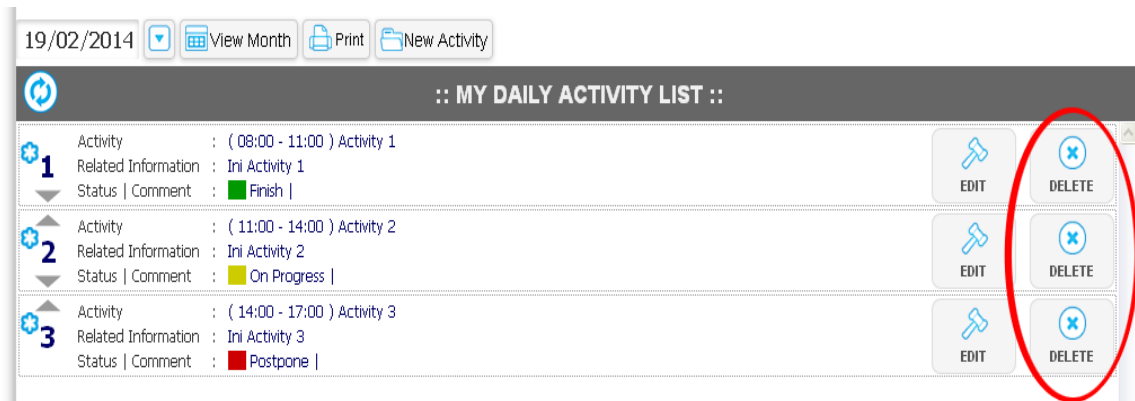 19/02/2014 View Month Print New Activity
:: MY DAILY ACTIVITY LIST ::
1
Activity : ( 08:00 - 11:00 ) Activity 1
Related Information : Ini Activity 1
Status | Comment : Finish |
EDIT DELETE
2
Activity : ( 11:00 - 14:00 ) Activity 2
Related Information : Ini Activity 2
Status | Comment : On Progress |
EDIT DELETE
3
Activity : ( 14:00 - 17:00 ) Activity 3
Related Information : Ini Activity 3
Status | Comment : Postpone |
EDIT DELETE